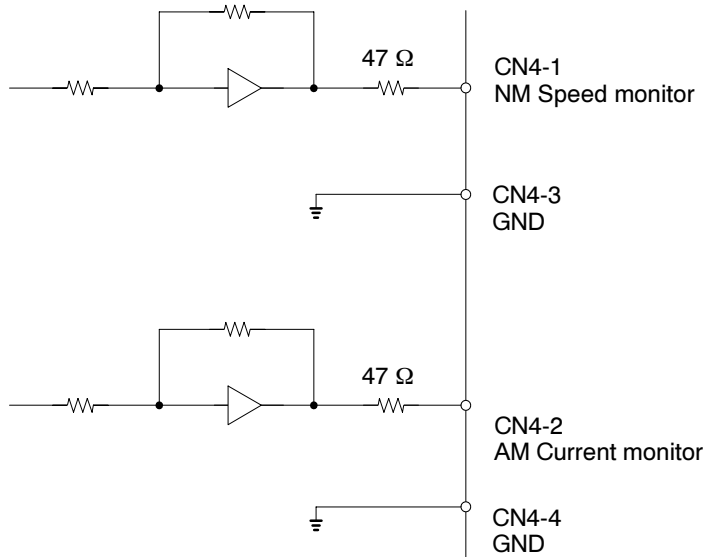 47 Ω
CN4-1
NM Speed monitor
CN4-3
GND
47 Ω
CN4-2
AM Current monitor
CN4-4
GND